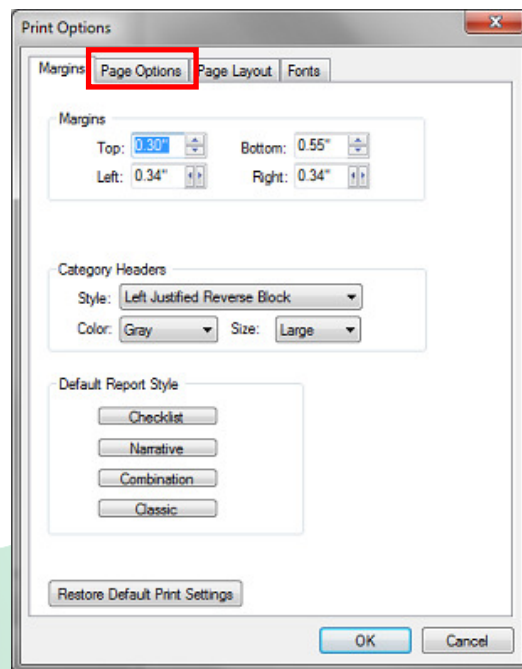 Print Options
Margins Page Options Page Layout Fonts
Margins
Top: 0.30" Bottom: 0.55"
Left: 0.34" Right: 0.34"
Category Headers
Style: Left Justified Reverse Block
Color: Gray Size: Large
Default Report Style
Checklist
Narrative
Combination
Classic
Restore Default Print Settings
OK Cancel